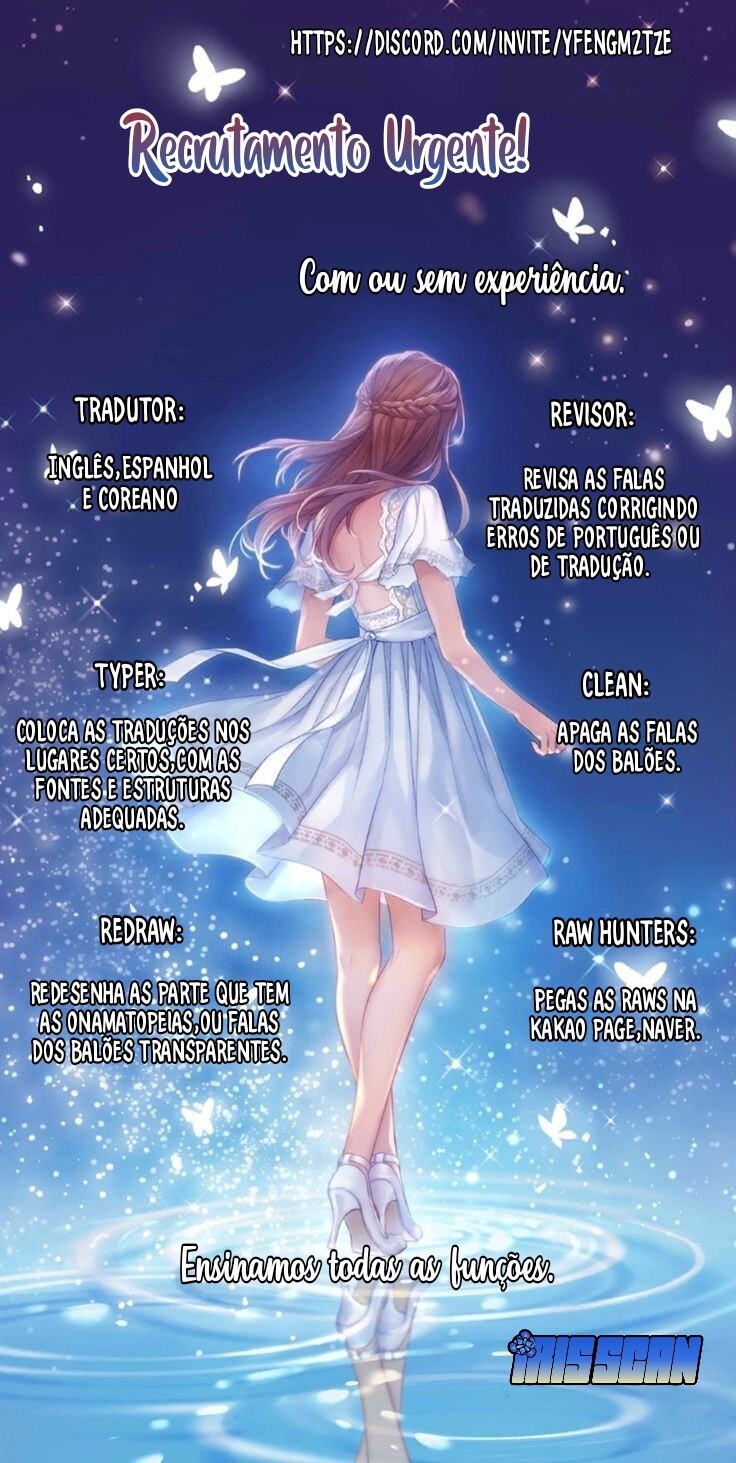 HTTPS://DISCORD.COM/INVITE/YFENGM2TZE
Recrutamento Urgente!
Com ou sem experiência.
TRADUTOR:
INGLÊS,ESPANHOL
E COREANO
REVISOR:
REVISA AS FALAS
TRADUZIDAS CORRIGINDO
ERROS DE PORTUGUÊS OU
DE TRADUÇÃO.
TYPER:
COLOCA AS TRADUÇÕES NOS
LUGARES CERTOS,COM AS
FONTES E ESTRUTURAS
ADEQUADAS.
CLEAN:
APAGA AS FALAS
DOS BALÕES.
REDRAW:
REDESENHA AS PARTE QUE TEM
AS ONAMATOPEIAS,OU FALAS
DOS BALÕES TRANSPARENTES.
RAW HUNTERS:
PEGAS AS RAWS NA
KAKAO PAGE,NAVER.
Ensinamos todas as funções.
IRISSCAN